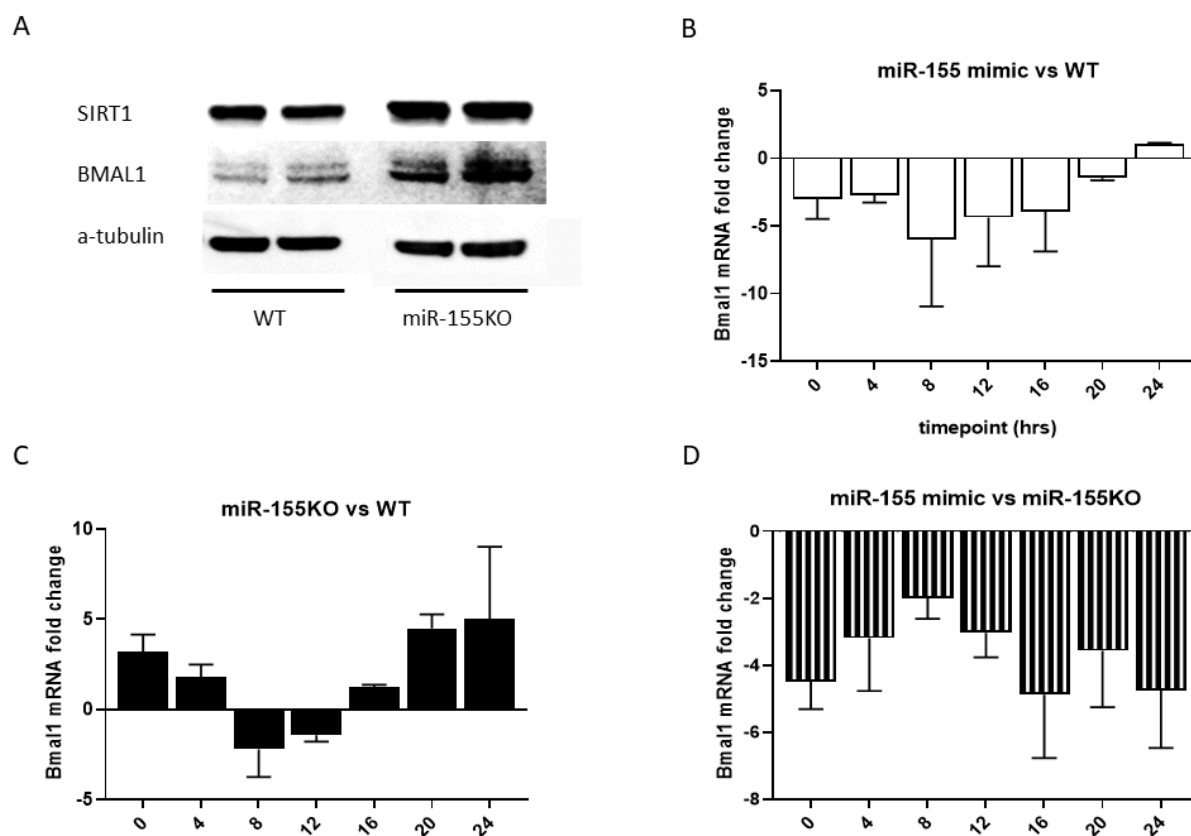 A
SIRT1
BMAL1
a-tubulin
WT
miR-155KO
B
miR-155 mimic vs WT
Bmal1 mRNA fold change
5
0
-5
-10
-15
0
4
8
12
16
20
24
timepoint (hrs)
C
miR-155KO vs WT
Bmal1 mRNA fold change
10
5
0
-5
0
4
8
12
16
20
24
D
miR-155 mimic vs miR-155KO
Bmal1 mRNA fold change
0
-2
-4
-6
-8
0
4
8
12
16
20
24